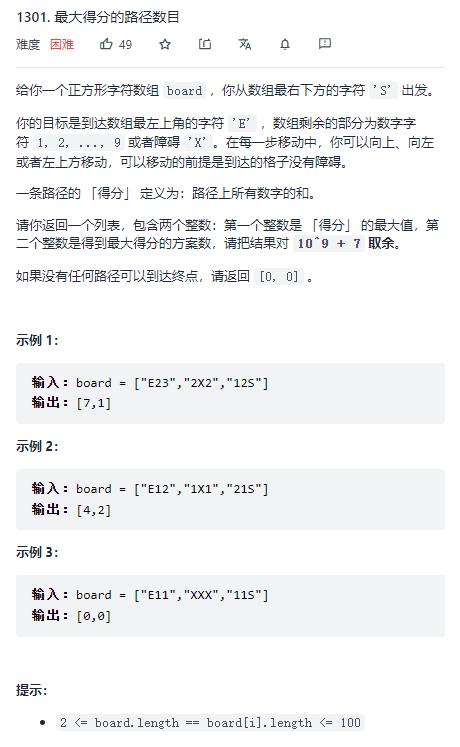 1301. 最大得分的路径数目
难度 困难 49
给你一个正方形字符数组 board ，你从数组最右下方的字符 'S' 出发。
你的目标是到达数组最左上角的字符 'E' ，数组剩余的部分为数字字
符 1, 2, ..., 9 或者障碍 'X'。在每一步移动中，你可以向上、向左
或者左上方移动，可以移动的前提是到达的格子没有障碍。
一条路径的 「得分」 定义为：路径上所有数字的和。
请你返回一个列表，包含两个整数：第一个整数是 「得分」 的最大值，第
二个整数是得到最大得分的方案数，请把结果对 10^9 + 7 取余。
如果没有任何路径可以到达终点，请返回 [0, 0] 。
示例 1：
输入：board = ["E23","2X2","12S"]
输出：[7,1]
示例 2：
输入：board = ["E12","1X1","21S"]
输出：[4,2]
示例 3：
输入：board = ["E11","XXX","11S"]
输出：[0,0]
提示：
• 2 <= board.length == board[i].length <= 100